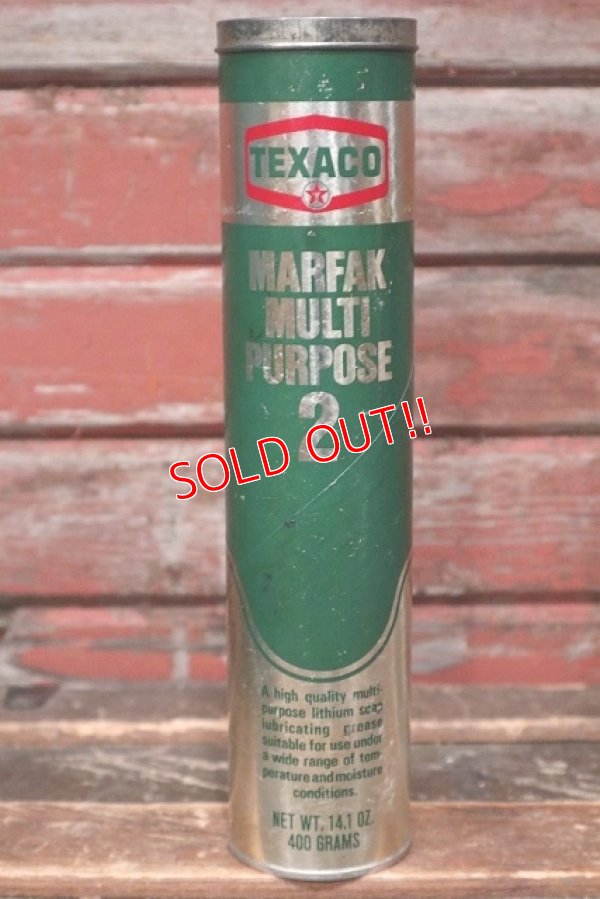 TEXACO
T
MARFAK
MULTI
PURPOSE
2
SOLD OUT!!
A high quality multi-
purpose lithium soap
lubricating grease
suitable for use under
a wide range of tem-
perature and moisture
conditions.
NET WT. 14.1 OZ.
400 GRAMS